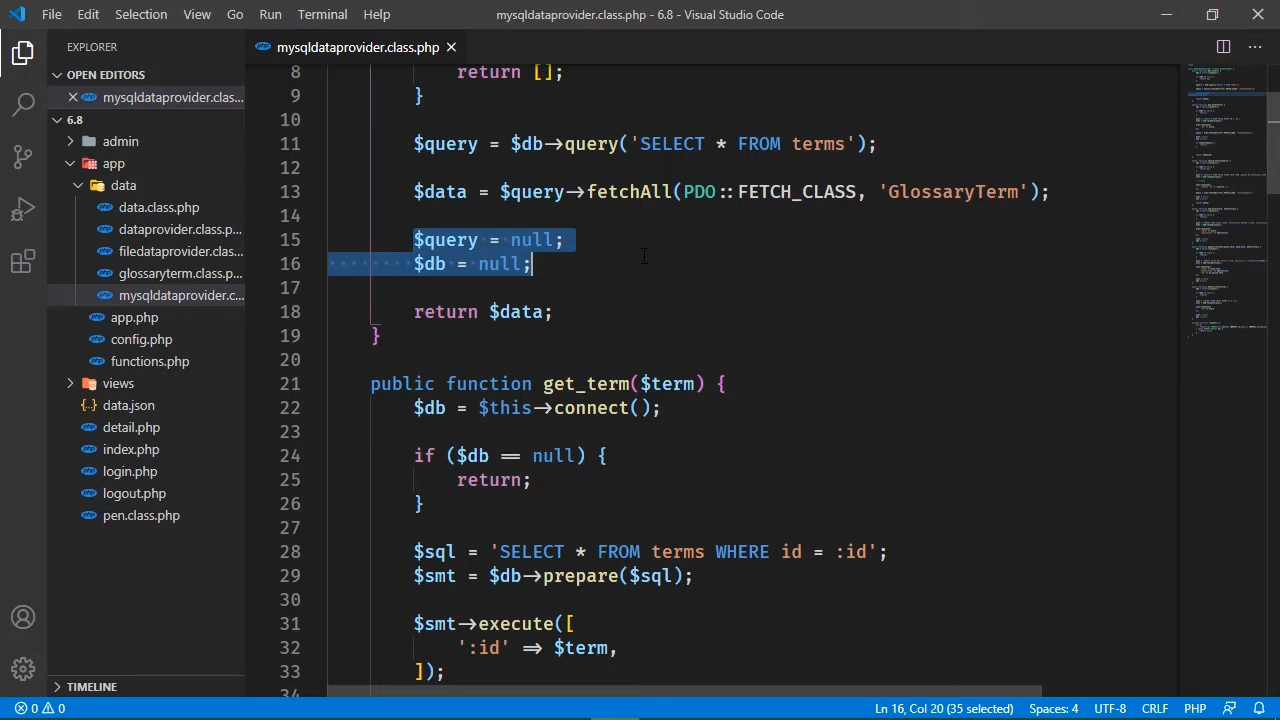 File Edit Selection View Go Run Terminal Help mysqldataprovider.class.php - 6.8 - Visual Studio Code
EXPLORER
OPEN EDITORS
mysqldataprovider.clas...
6.8
admin
app
data
data.class.php
dataprovider.class.p...
filedataprovider.clas...
glossaryterm.class.p...
mysqldataprovider.c...
app.php
config.php
functions.php
views
data.json
detail.php
index.php
login.php
logout.php
pen.class.php
TIMELINE
mysqldataprovider.class.php
8 return [];
9 }
10
11 $query = $db->query('SELECT * FROM terms');
12
13 $data = $query->fetchAll(PDO::FETCH_CLASS, 'GlossaryTerm');
14
15 $query = null;
16 $db = null;
17
18 return $data;
19 }
20
21 public function get_term($term) {
22 $db = $this->connect();
23
24 if ($db == null) {
25 return;
26 }
27
28 $sql = 'SELECT * FROM terms WHERE id = :id';
29 $smt = $db->prepare($sql);
30
31 $smt->execute([
32 ':id' => $term,
33 ]);
34
0 0 Ln 16, Col 20 (35 selected) Spaces: 4 UTF-8 CRLF PHP